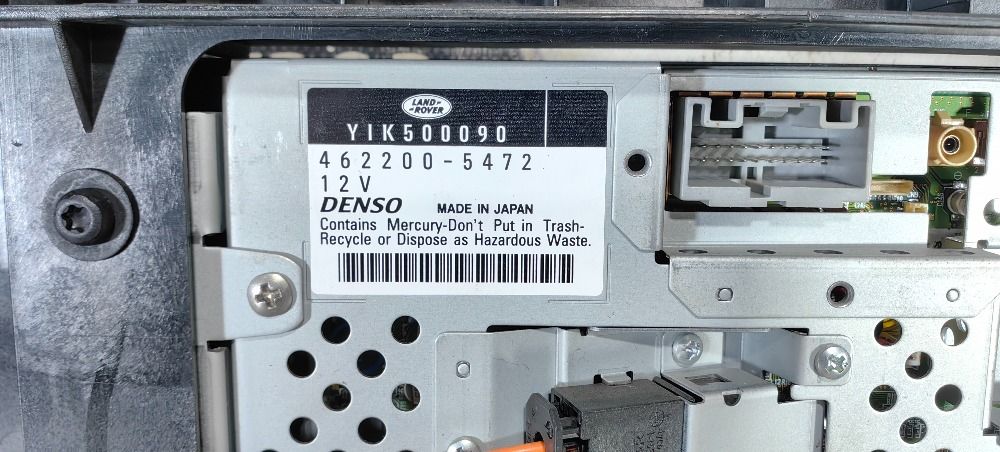 LAND-
-ROVER
YIK500090
462200-5472
12V
DENSO MADE IN JAPAN
Contains Mercury-Don't Put in Trash-
Recycle or Dispose as Hazardous Waste.